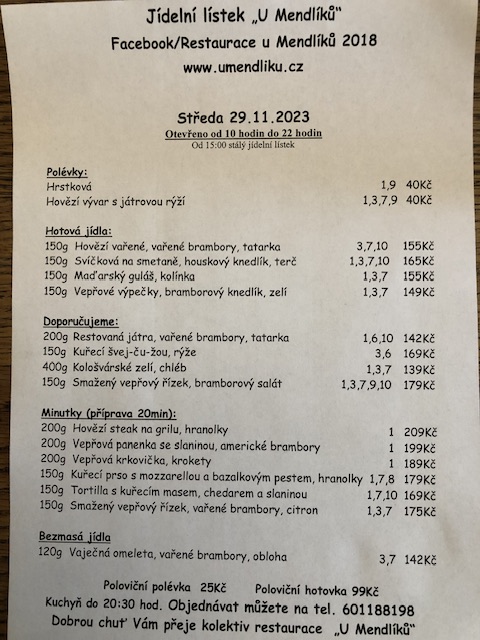 Jídelní lístek „U Mendlíků“
Facebook/Restaurace u Mendlíků 2018
www.umendliku.cz
Středa 29.11.2023
Otevřeno od 10 hodin do 22 hodin
Od 15:00 stálý jídelní lístek
Polévky:
Hrstková 1,9 40Kč
Hovězí vývar s játrovou rýží 1,3,7,9 40Kč
Hotová jídla:
150g Hovězí vařené, vařené brambory, tatarka 3,7,10 155Kč
150g Svíčková na smetaně, houskový knedlík, terč 1,3,7,10 165Kč
150g Maďarský guláš, kolínka 1,3,7 155Kč
150g Vepřové výpečky, bramborový knedlík, zelí 1,3,7 149Kč
Doporučujeme:
200g Restovaná játra, vařené brambory, tatarka 1,6,10 142Kč
150g Kuřecí švej-ču-žou, rýže 3,6 169Kč
400g Kološvárské zelí, chléb 1,3,7 139Kč
150g Smažený vepřový řízek, bramborový salát 1,3,7,9,10 179Kč
Minutky (příprava 20min):
200g Hovězí steak na grilu, hranolky 1 209Kč
200g Vepřová panenka se slaninou, americké brambory 1 199Kč
200g Vepřová krkovička, krokety 1 189Kč
150g Kuřecí prso s mozzarellou a bazalkovým pestem, hranolky 1,7,8 179Kč
150g Tortilla s kuřecím masem, chedarem a slaninou 1,7,10 169Kč
150g Smažený vepřový řízek, vařené brambory, citron 1,3,7 175Kč
Bezmasá jídla
120g Vaječná omeleta, vařené brambory, obloha 3,7 142Kč
Poloviční polévka 25Kč Poloviční hotovka 99Kč
Kuchyň do 20:30 hod. Objednávat můžete na tel. 601188198
Dobrou chuť Vám přeje kolektiv restaurace „U Mendlíků“